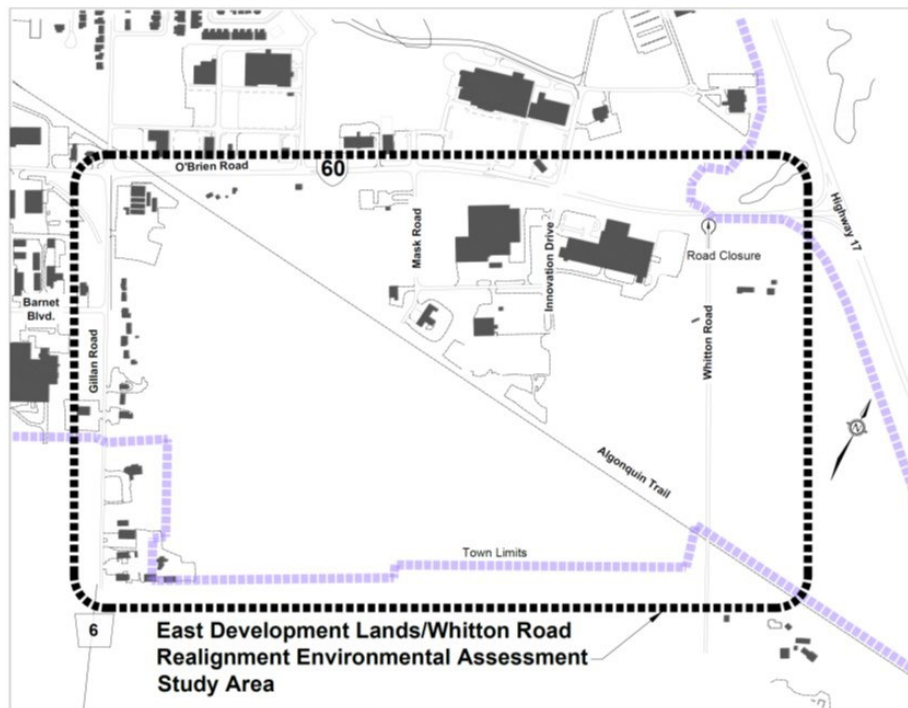 O'Brien Road
60
Highway 17
Mask Road
Innovation Drive
Road Closure
Barnet
Blvd.
Gillan Road
Whitton Road
Algonquin Trail
Town Limits
6
East Development Lands/Whitton Road
Realignment Environmental Assessment
Study Area